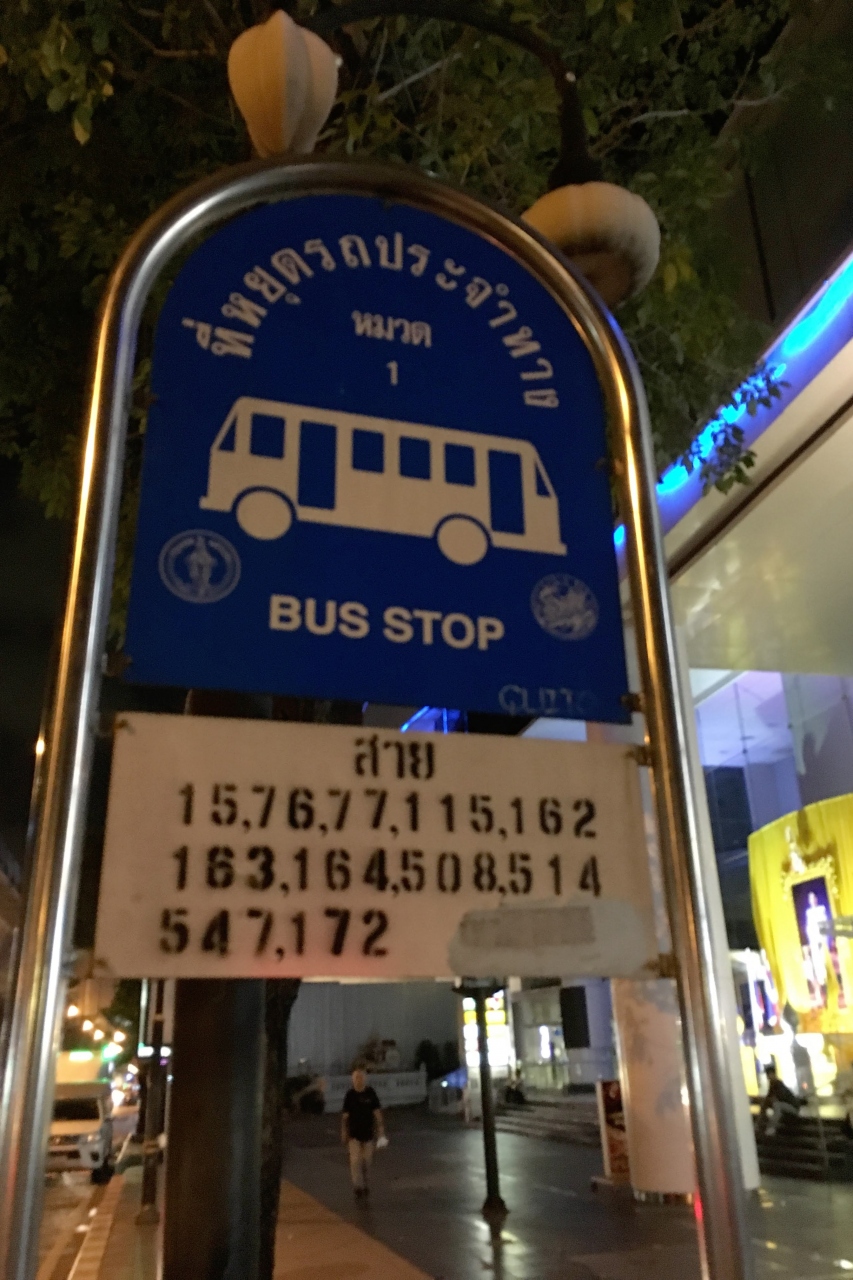 ที่หยุดรถประจำทาง
หมวด
1
BUS STOP
สาย
15,76,77,115,162
163,164,508,514
547,172